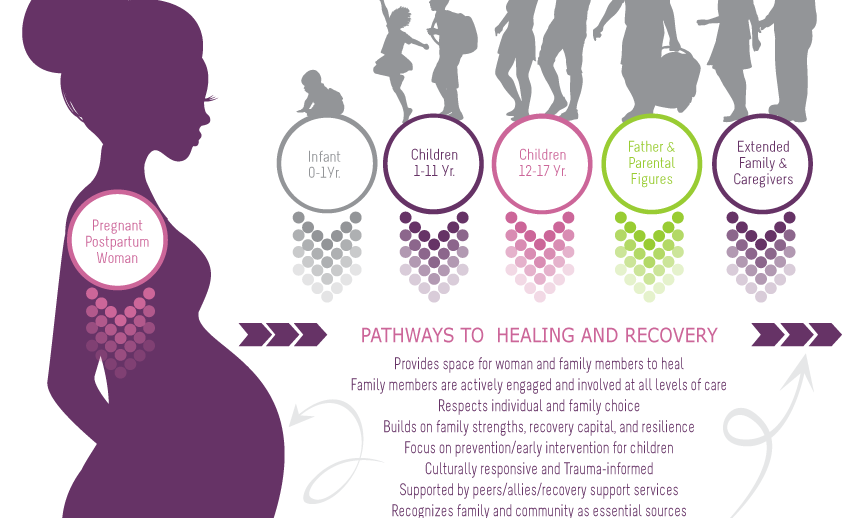 Infant
0-1Yr.
Children
1-11 Yr.
Children
12-17 Yr.
Father &
Parental
Figures
Extended
Family &
Caregivers
Pregnant
Postpartum
Woman
PATHWAYS TO HEALING AND RECOVERY
Provides space for woman and family members to heal
Family members are actively engaged and involved at all levels of care
Respects individual and family choice
Builds on family strengths, recovery capital, and resilience
Focus on prevention/early intervention for children
Culturally responsive and Trauma-informed
Supported by peers/allies/recovery support services
Recognizes family and community as essential sources